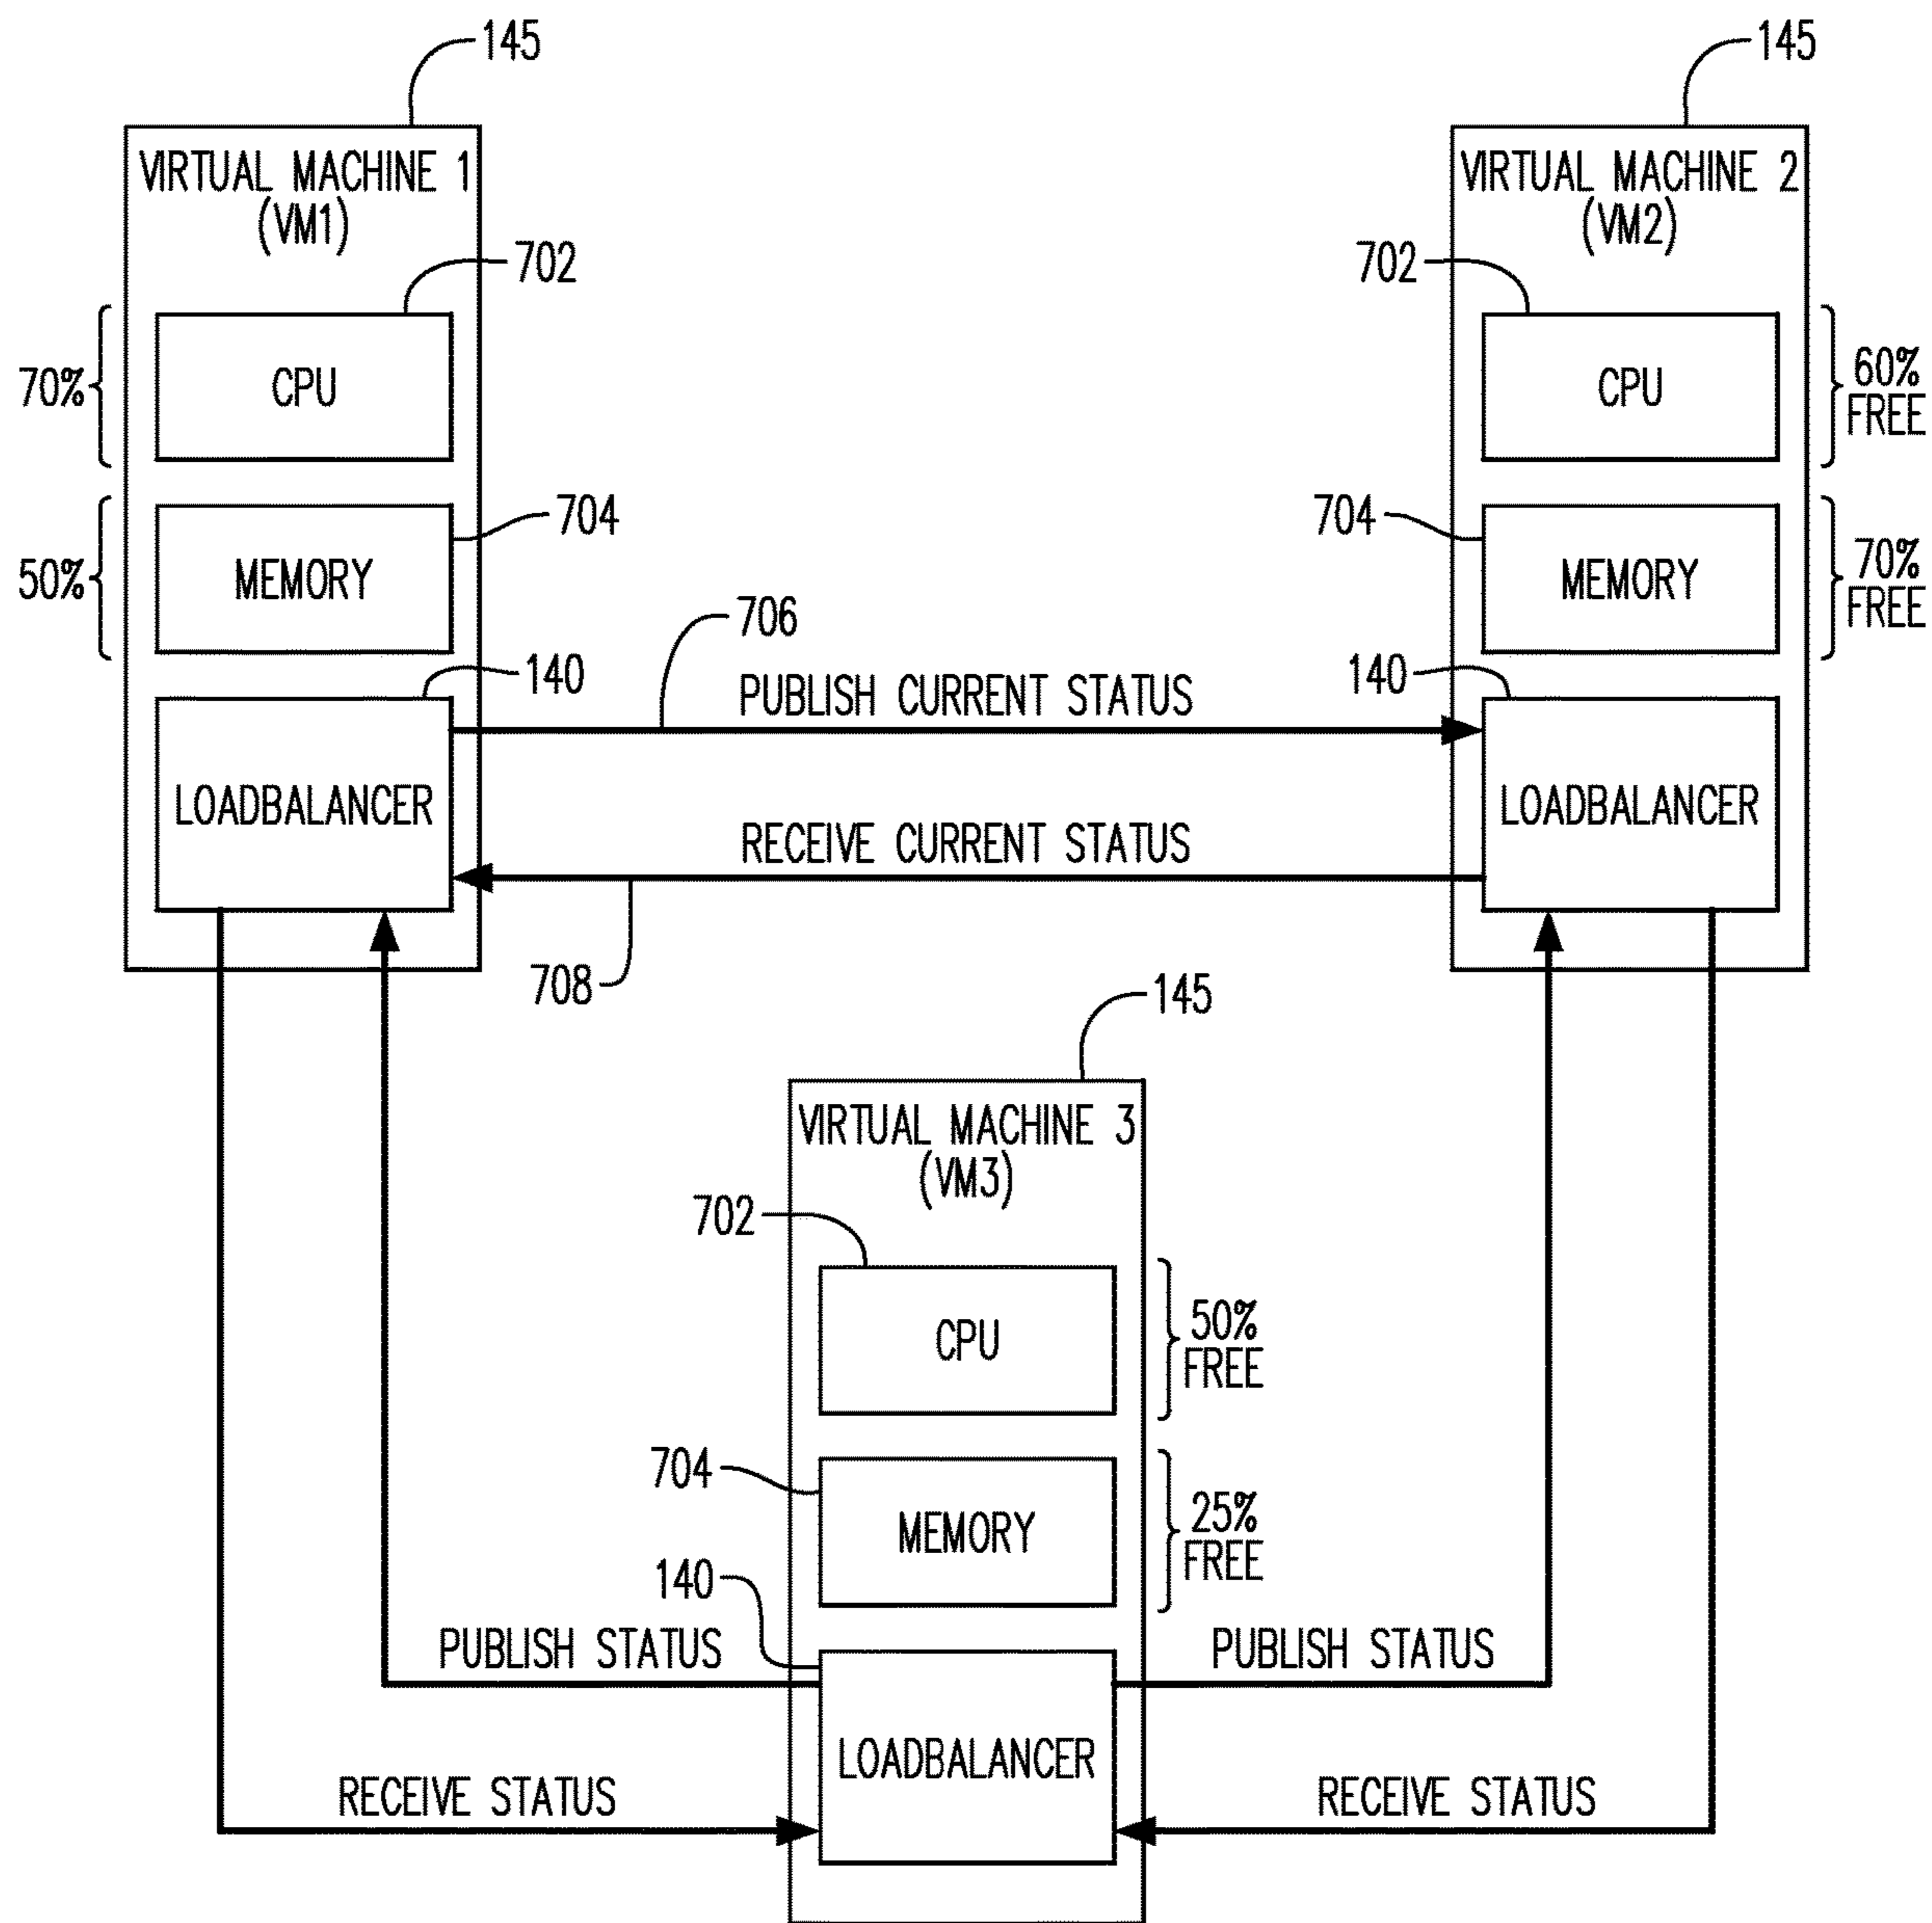 145
145
VIRTUAL MACHINE 1
(VM1)
VIRTUAL MACHINE 2
(VM2)
702
702
70%
CPU
CPU
60%
FREE
704
704
50%
MEMORY
MEMORY
70%
FREE
706
140
PUBLISH CURRENT STATUS
140
LOADBALANCER
LOADBALANCER
RECEIVE CURRENT STATUS
708
145
VIRTUAL MACHINE 3
(VM3)
702
CPU
50%
FREE
704
MEMORY
25%
FREE
140
PUBLISH STATUS
PUBLISH STATUS
LOADBALANCER
RECEIVE STATUS
RECEIVE STATUS